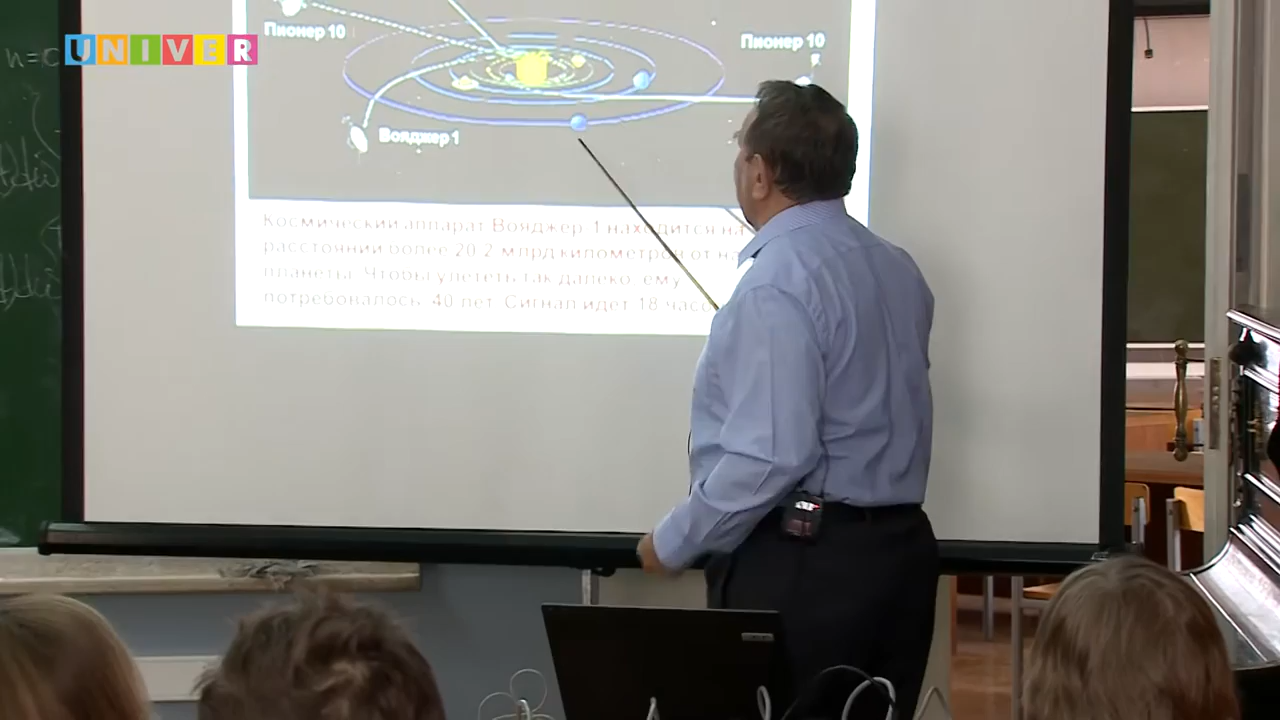 n=c
UNIVER
Пионер 10
Пионер 10
Вояджер 1
Космический аппарат Вояджер 1 находится на
расстоянии более 20.2 млрд километров от
планеты. Чтобы улететь так далеко, ему
потребовалось 40 лет. Сигнал идет 18